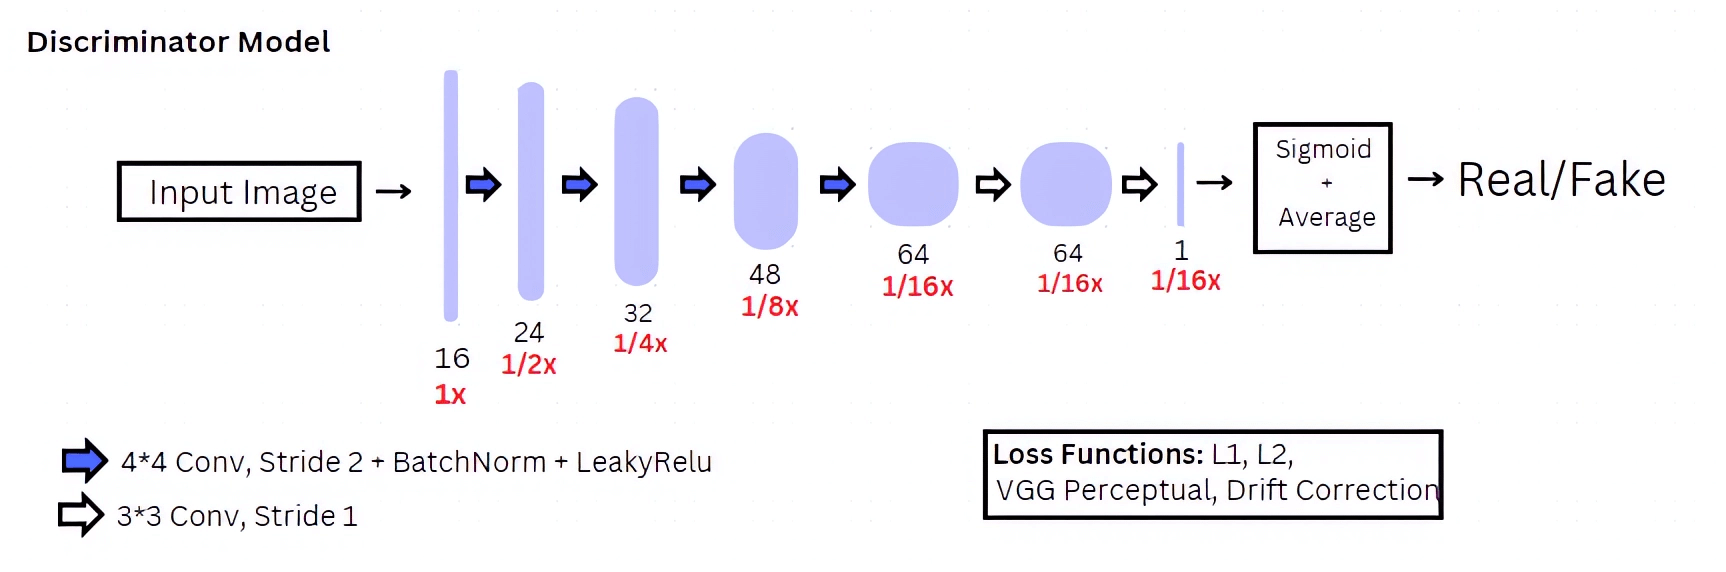 Discriminator Model
Input Image
16
1x
24
1/2x
32
1/4x
48
1/8x
64
1/16x
64
1/16x
1
1/16x
Sigmoid
+
Average
Real/Fake
4*4 Conv, Stride 2 + BatchNorm + LeakyRelu
3*3 Conv, Stride 1
Loss Functions: L1, L2,
VGG Perceptual, Drift Correction